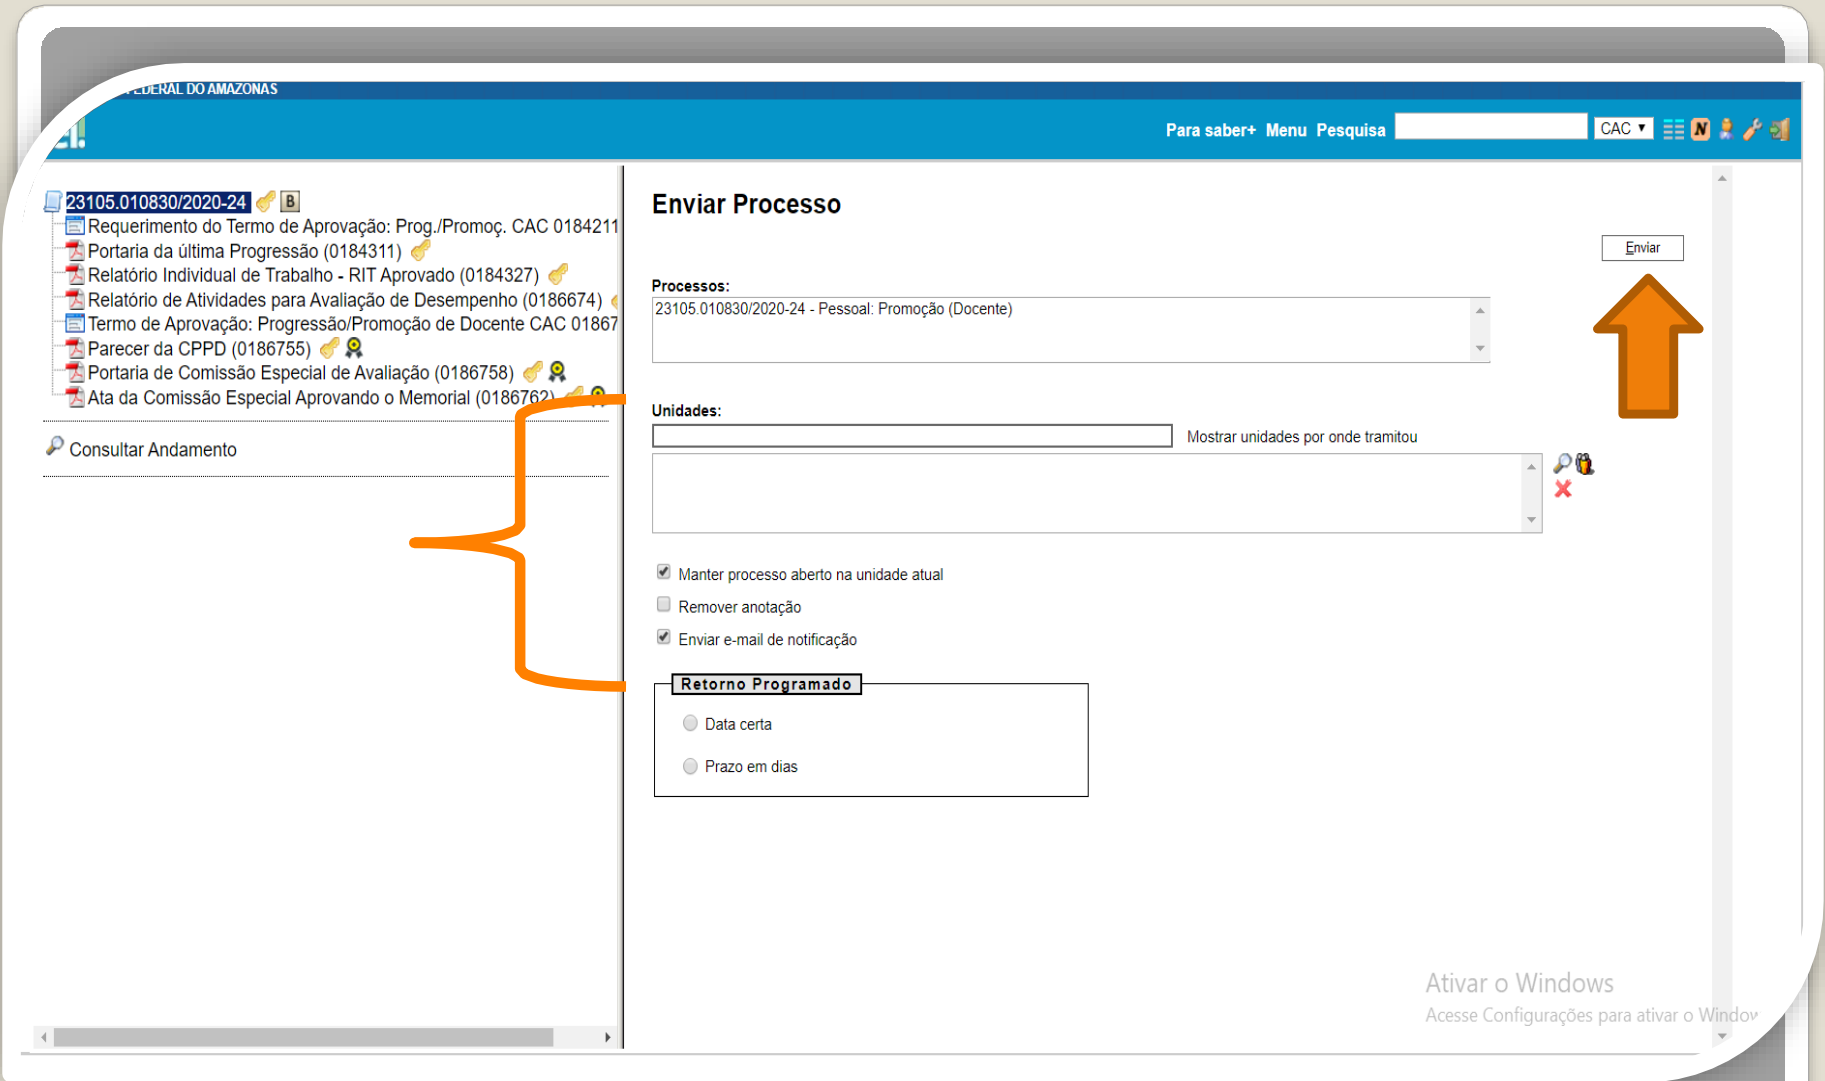 FEDERAL DO AMAZONAS
Para saber+ Menu Pesquisa
CAC
N
23105.010830/2020-24
B
Requerimento do Termo de Aprovação: Prog./Promoç. CAC 0184211
Portaria da última Progressão (0184311)
Relatório Individual de Trabalho - RIT Aprovado (0184327)
Relatório de Atividades para Avaliação de Desempenho (0186674)
Termo de Aprovação: Progressão/Promoção de Docente CAC 01867
Parecer da CPPD (0186755)
Portaria de Comissão Especial de Avaliação (0186758)
Ata da Comissão Especial Aprovando o Memorial (0186762)
Consultar Andamento
Enviar Processo
Enviar
Processos:
23105.010830/2020-24 - Pessoal: Promoção (Docente)
Unidades:
Mostrar unidades por onde tramitou
Manter processo aberto na unidade atual
Remover anotação
Enviar e-mail de notificação
Retorno Programado
Data certa
Prazo em dias
Ativar o Windows
Acesse Configurações para ativar o Window